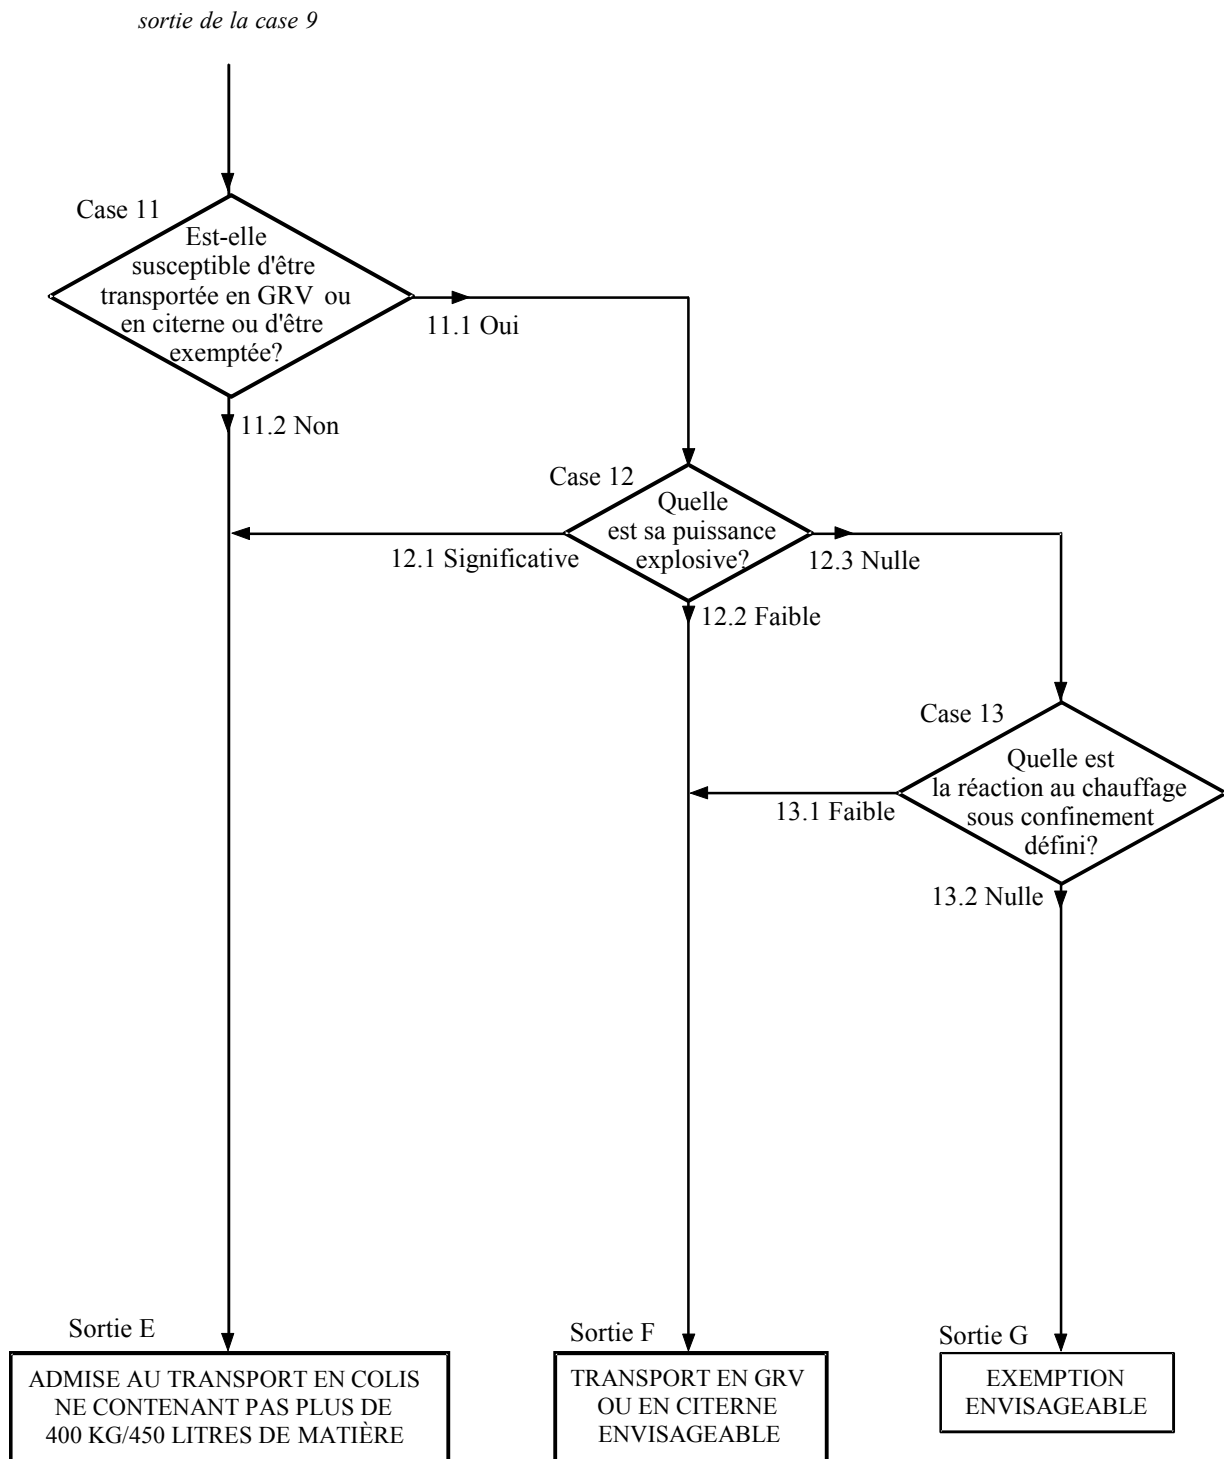 sortie de la case 9
Case 11
Est-elle
susceptible d'être
transportée en GRV ou
en citerne ou d'être
exemptée?
11.1 Oui
11.2 Non
Case 12
Quelle
est sa puissance
explosive?
12.1 Significative
12.3 Nulle
12.2 Faible
Case 13
Quelle est
la réaction au chauffage
sous confinement
défini?
13.1 Faible
13.2 Nulle
Sortie E
ADMISE AU TRANSPORT EN COLIS
NE CONTENANT PAS PLUS DE
400 KG/450 LITRES DE MATIÈRE
Sortie F
TRANSPORT EN GRV
OU EN CITERNE
ENVISAGEABLE
Sortie G
EXEMPTION
ENVISAGEABLE